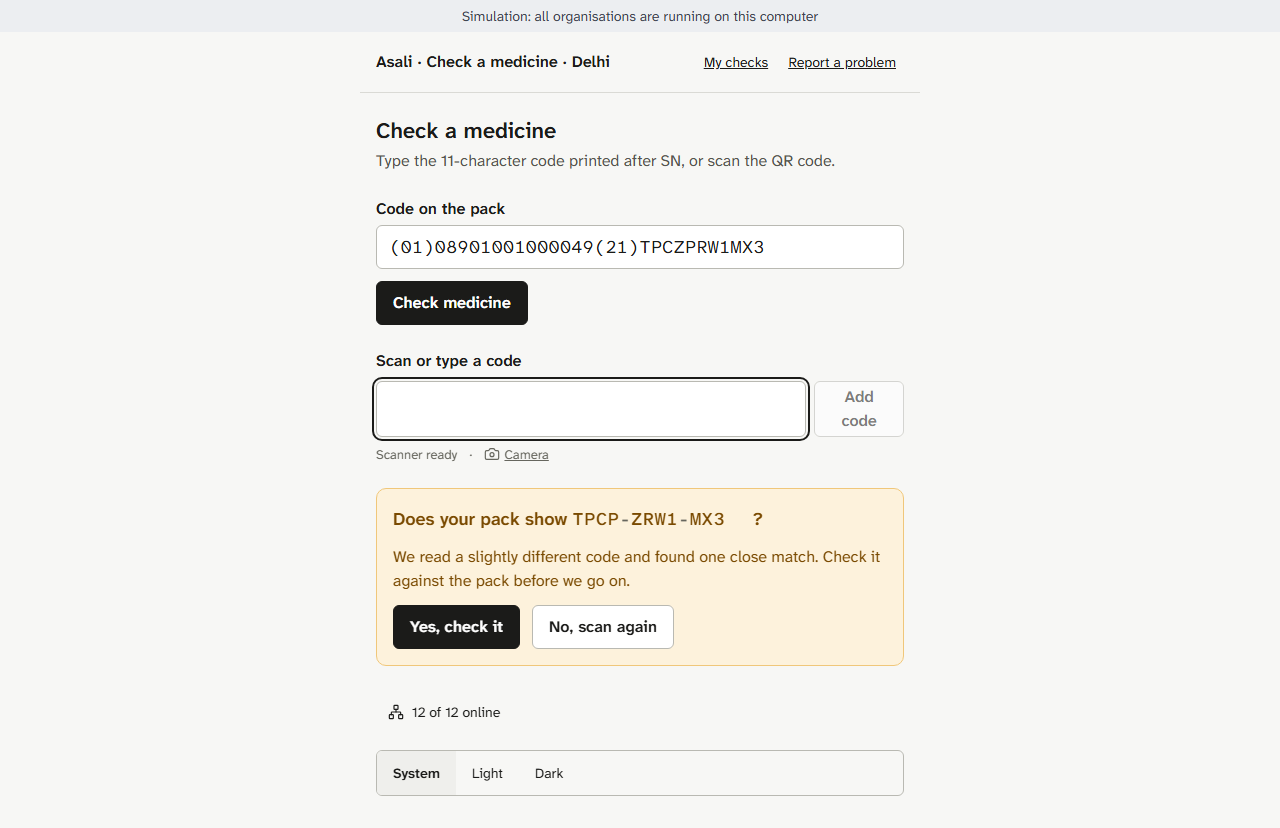 Simulation: all organisations are running on this computer
Asali · Check a medicine · Delhi
My checks
Report a problem
Check a medicine
Type the 11-character code printed after SN, or scan the QR code.
Code on the pack
(01)08901001000049(21)TPCZPRW1MX3
Check medicine
Scan or type a code
Add
code
Scanner ready · Camera
Does your pack show TPCP-ZRW1-MX3 ?
We read a slightly different code and found one close match. Check it
against the pack before we go on.
Yes, check it
No, scan again
12 of 12 online
System
Light
Dark